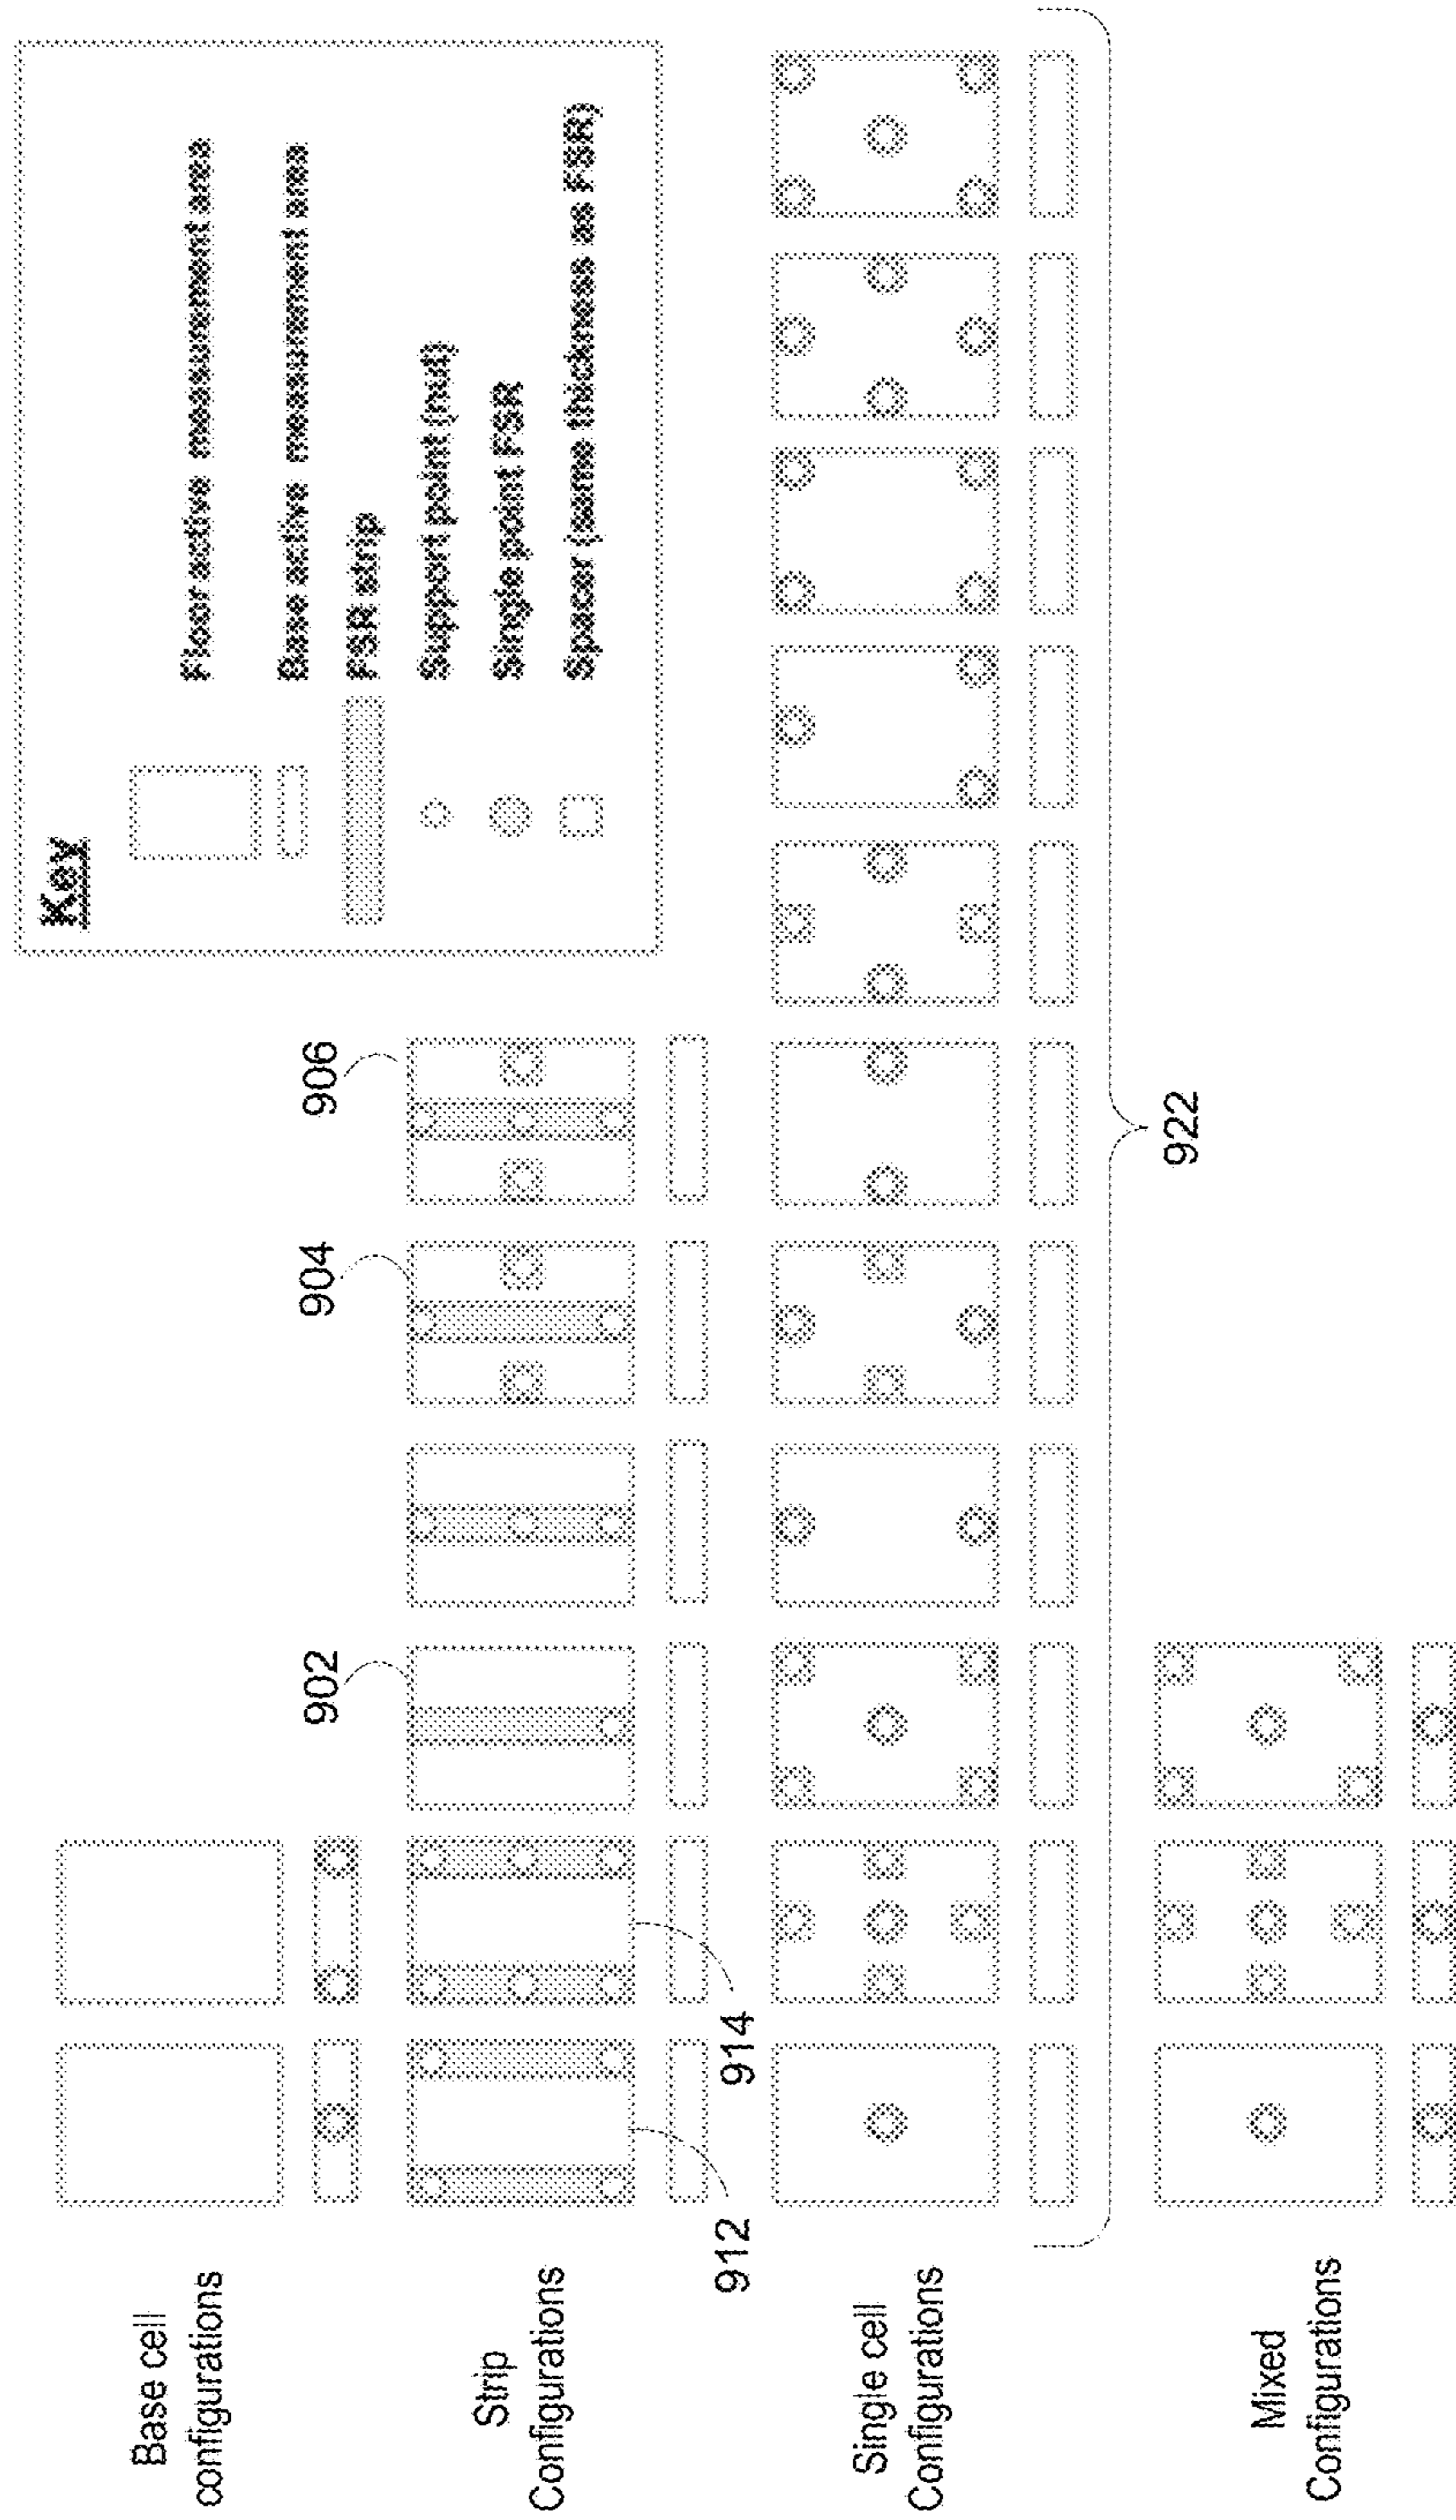 Key
Floor active measurement area
Base active measurement area
FSR strip
Support point (nut)
Single point FSR
Spacer (same thickness as FSR)
Base cell
configurations
902
904
906
Strip
Configurations
912
914
Single cell
Configurations
922
Mixed
Configurations